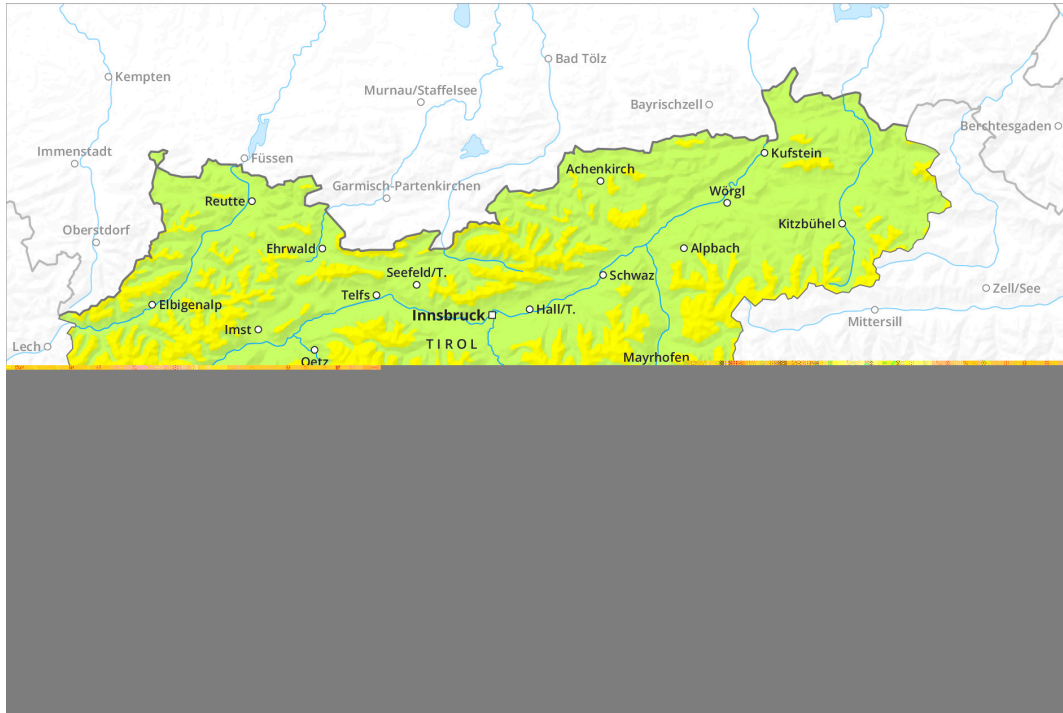 Kempten
Bad Tölz
Murnau/Staffelsee
Bayrischzell
Berchtesgaden
Immenstadt
Füssen
Kufstein
Achenkirch
Garmisch-Partenkirchen
Wörgl
Reutte
Kitzbühel
Oberstdorf
Ehrwald
Alpbach
Seefeld/T.
Schwaz
Zell/See
Telfs
Elbigenalp
Hall/T.
Innsbruck
Mittersill
Imst
TIROL
Lech
Mayrhofen
Oetz